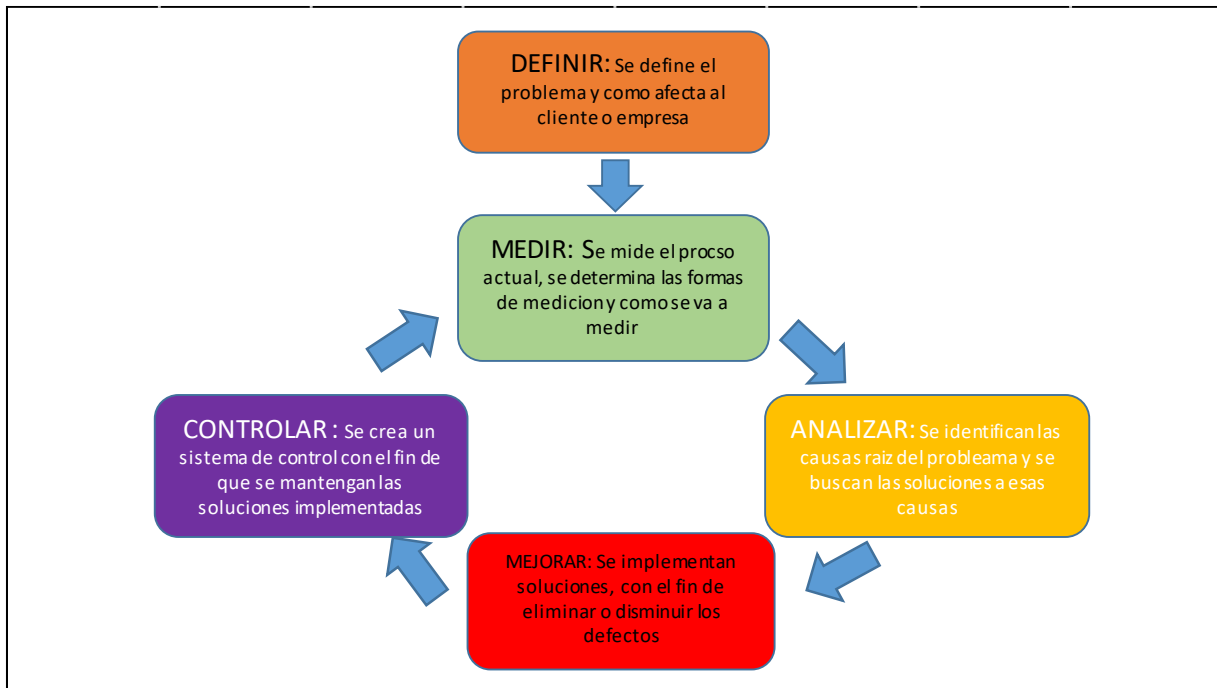 DEFINIR: Se define el
problema y como afecta al
cliente o empresa
MEDIR: Se mide el procso
actual, se determina las formas
de medicion y como se va a
medir
ANALIZAR: Se identifican las
causas raiz del probleama y se
buscan las soluciones a esas
causas
MEJORAR: Se implementan
soluciones, con el fin de
eliminar o disminuir los
defectos
CONTROLAR : Se crea un
sistema de control con el fin de
que se mantengan las
soluciones implementadas